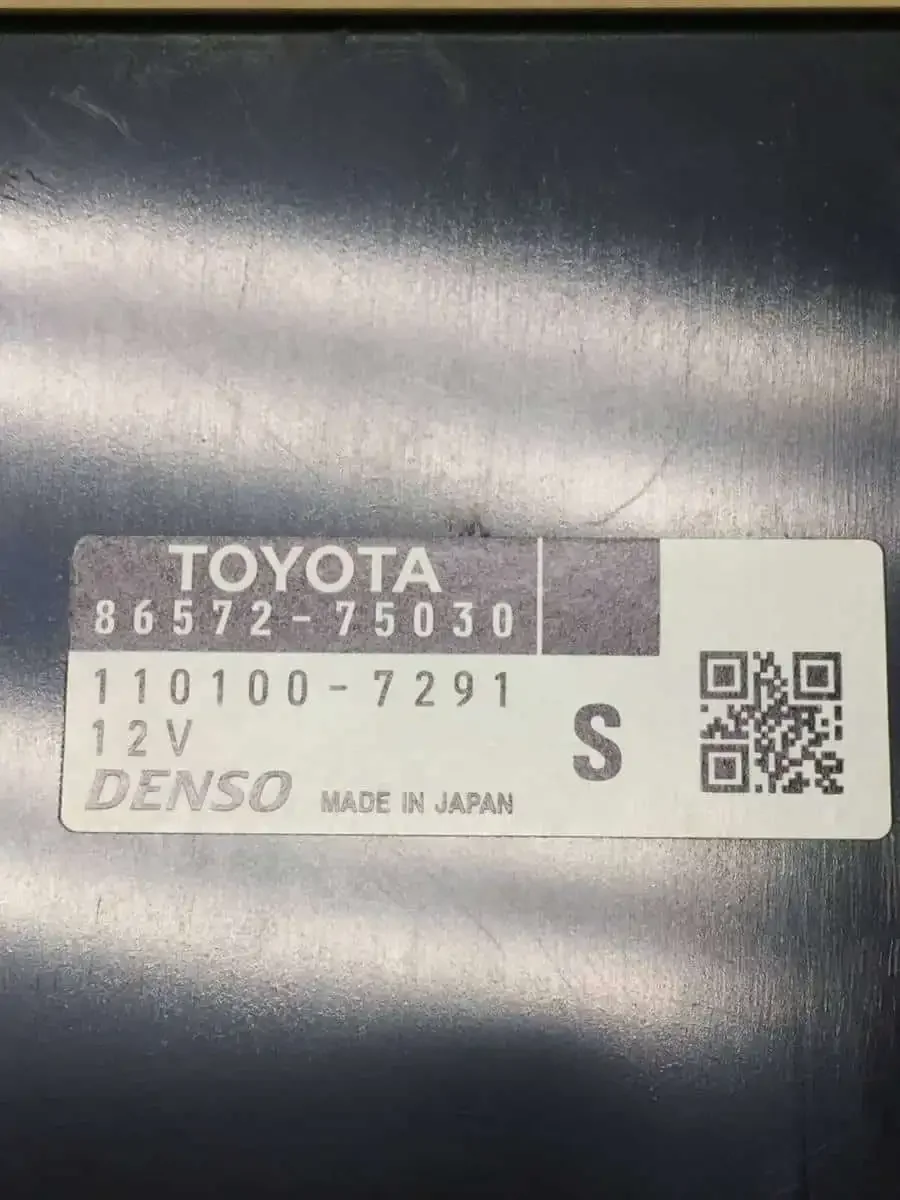 TOYOTA
86572-75030
110100-7291
12V
S
DENSO MADE IN JAPAN